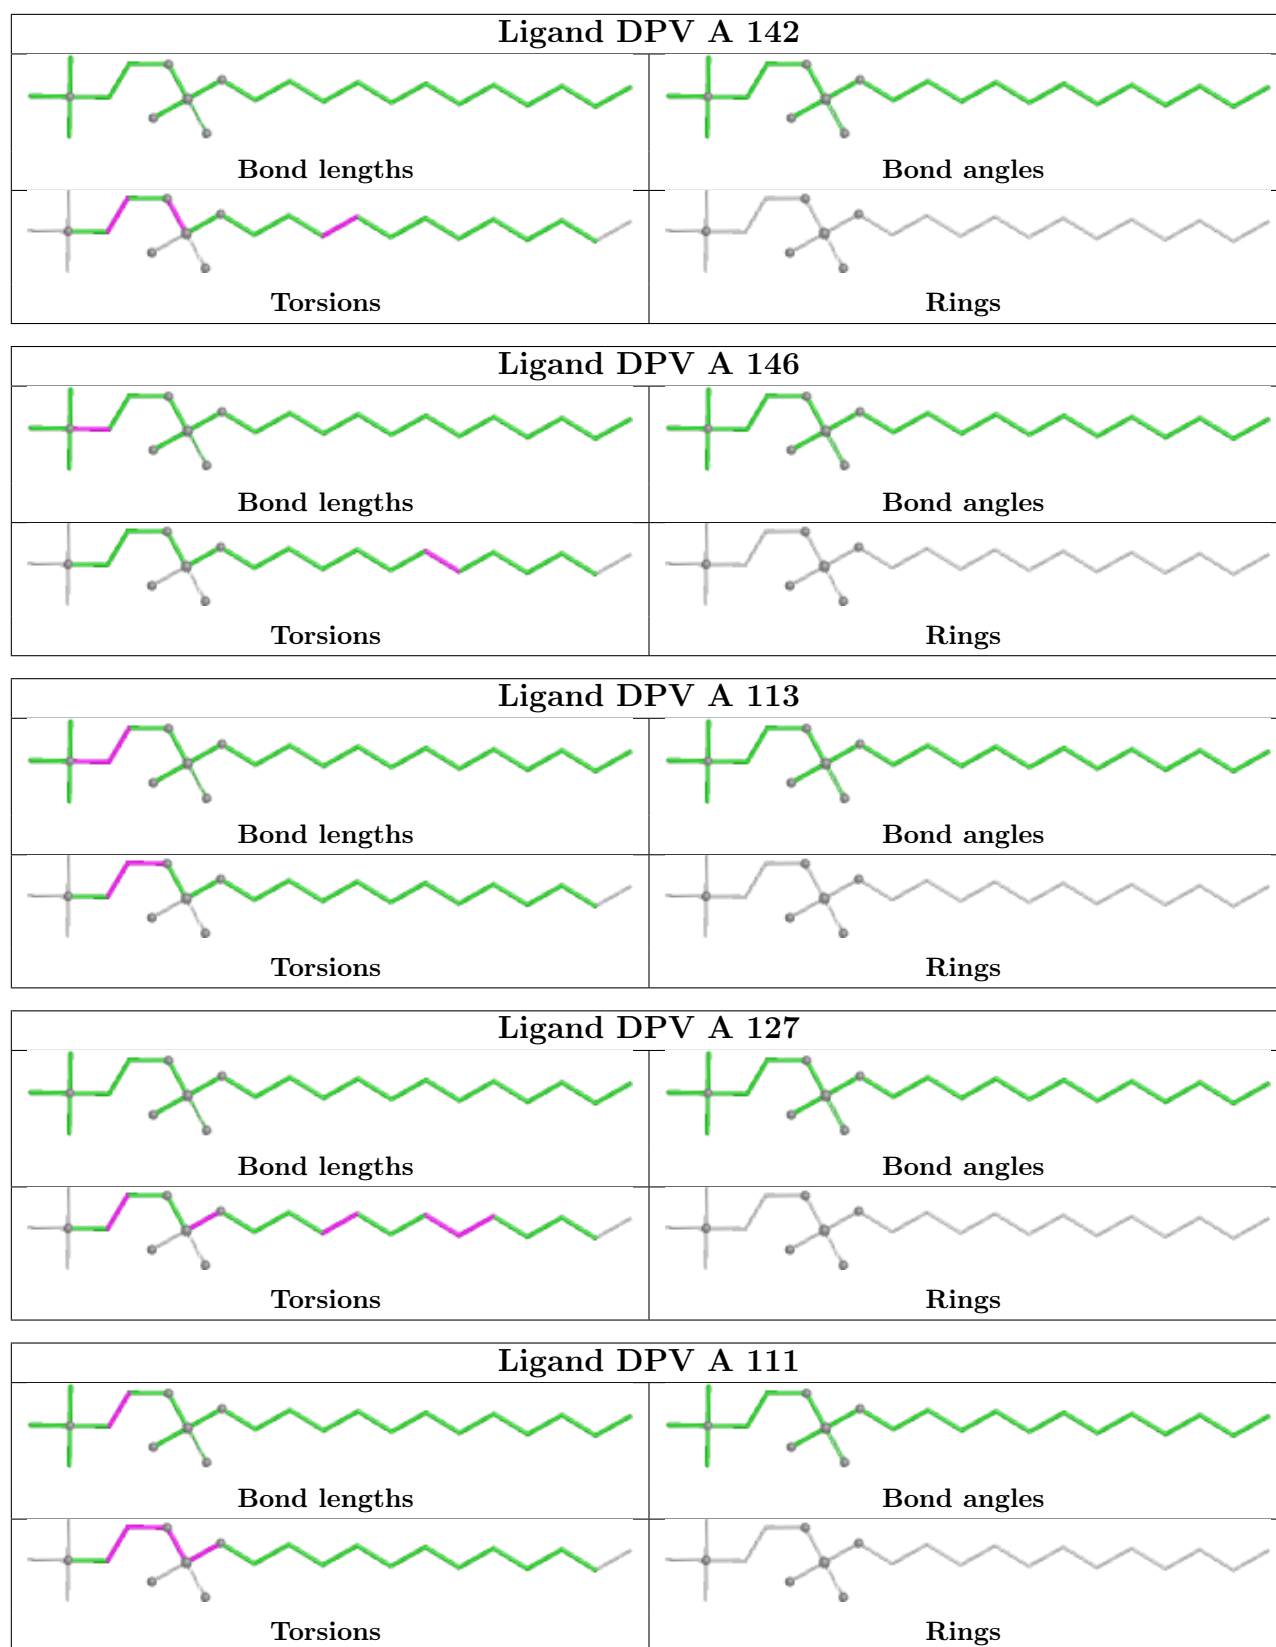 Ligand DPV A 142
Bond lengths
Bond angles
Torsions
Rings
Ligand DPV A 146
Bond lengths
Bond angles
Torsions
Rings
Ligand DPV A 113
Bond lengths
Bond angles
Torsions
Rings
Ligand DPV A 127
Bond lengths
Bond angles
Torsions
Rings
Ligand DPV A 111
Bond lengths
Bond angles
Torsions
Rings